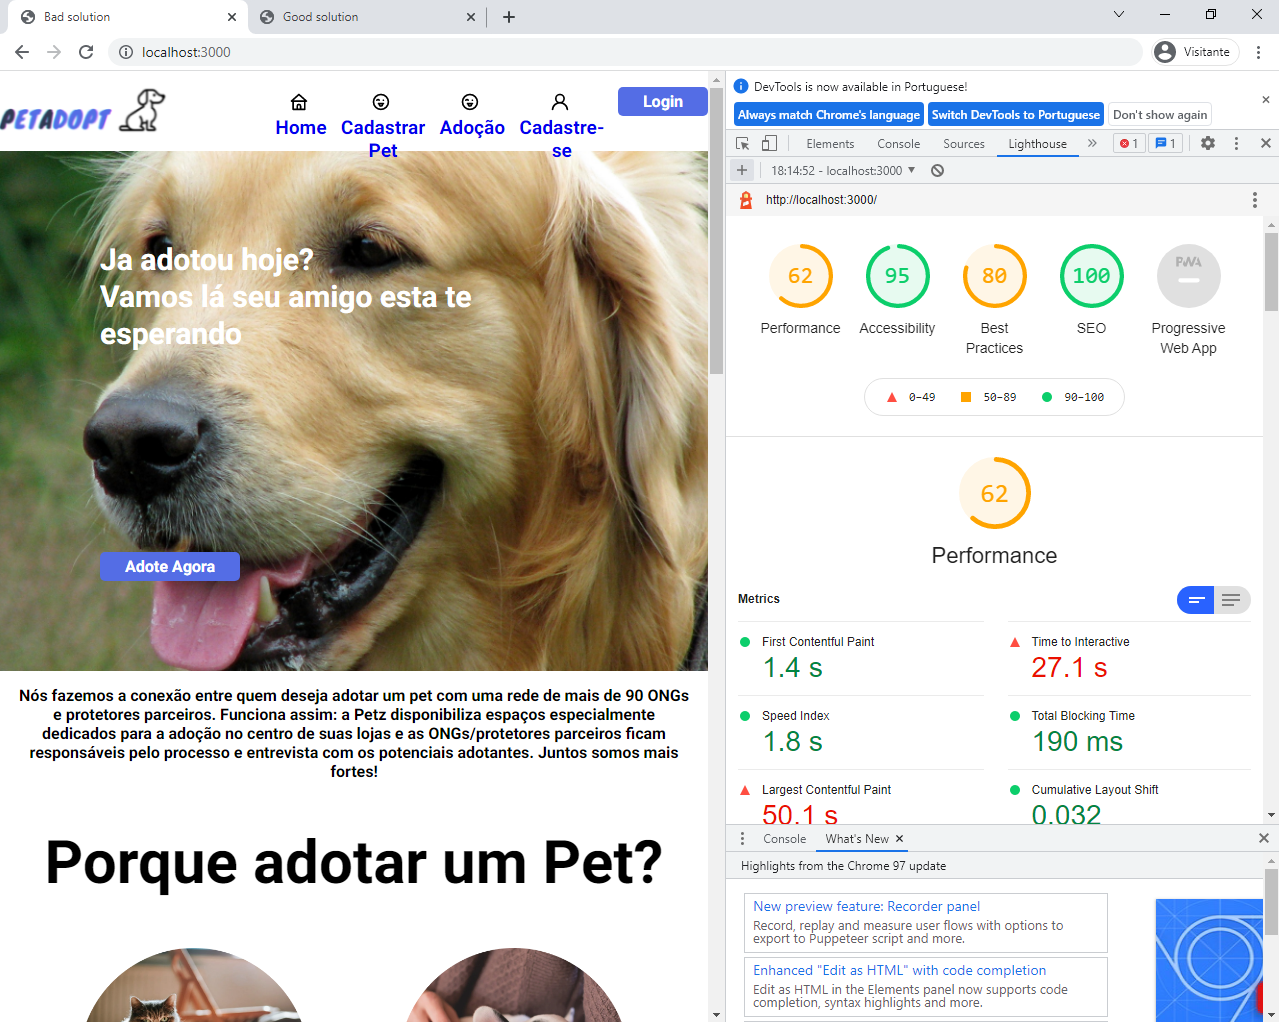 Bad solution
Good solution
localhost:3000
Visitante
PETADOPT
Home
Cadastrar Pet
Adoção
Cadastre-se
Login
Ja adotou hoje?
Vamos lá seu amigo esta te
esperando
Adote Agora
Nós fazemos a conexão entre quem deseja adotar um pet com uma rede de mais de 90 ONGs
e protetores parceiros. Funciona assim: a Petz disponibiliza espaços especialmente
dedicados para a adoção no centro de suas lojas e as ONGs/protetores parceiros ficam
responsáveis pelo processo e entrevista com os potenciais adotantes. Juntos somos mais
fortes!
Porque adotar um Pet?
DevTools is now available in Portuguese!
Always match Chrome's language
Switch DevTools to Portuguese
Don't show again
Elements
Console
Sources
Lighthouse
1
1
18:14:52 - localhost:3000
http://localhost:3000/
62
95
80
100
PWA
Performance
Accessibility
Best
Practices
SEO
Progressive
Web App
0–49
50–89
90–100
62
Performance
Metrics
First Contentful Paint
1.4 s
Time to Interactive
27.1 s
Speed Index
1.8 s
Total Blocking Time
190 ms
Largest Contentful Paint
50.1 s
Cumulative Layout Shift
0.032
Console
What's New
Highlights from the Chrome 97 update
New preview feature: Recorder panel
Record, replay and measure user flows with options to
export to Puppeteer script and more.
Enhanced "Edit as HTML" with code completion
Edit as HTML in the Elements panel now supports code
completion, syntax highlights and more.